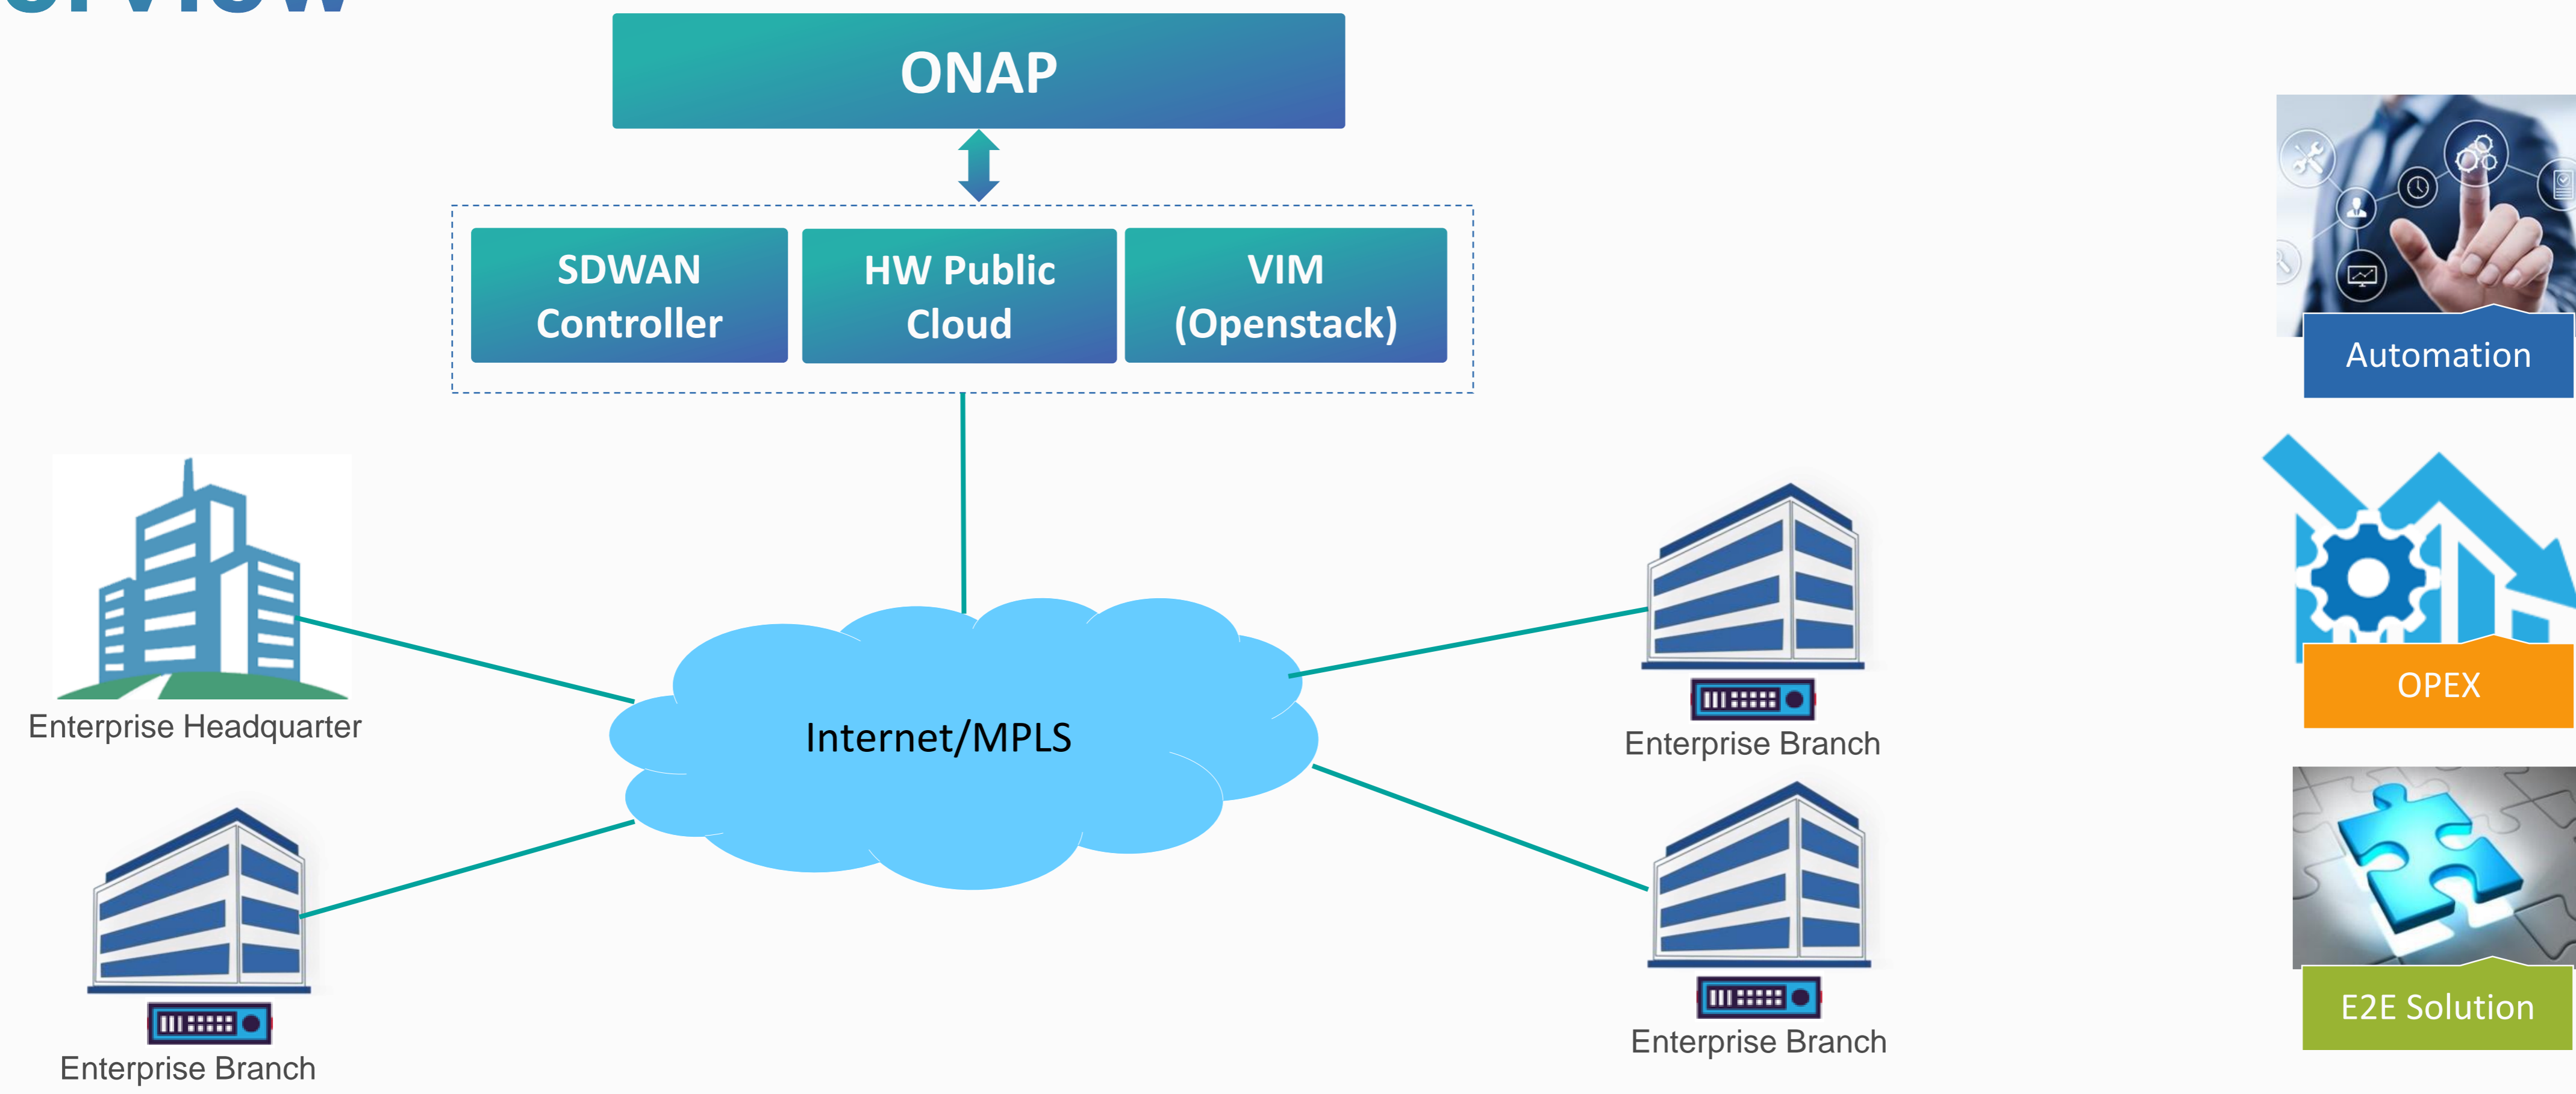 ONAP
SDWAN
Controller
HW Public
Cloud
VIM
(Openstack)
Automation
Enterprise Headquarter
Internet/MPLS
Enterprise Branch
OPEX
Enterprise Branch
Enterprise Branch
E2E Solution